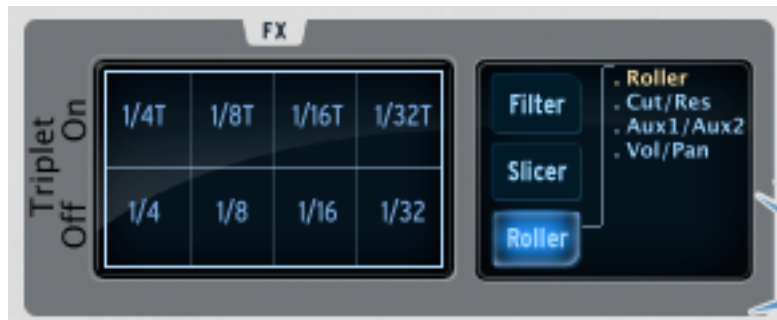 FX
Triplet
On
Off
1/4T 1/8T 1/16T 1/32T
1/4 1/8 1/16 1/32
Filter
Slicer
Roller
. Roller
. Cut/Res
. Aux1/Aux2
. Vol/Pan